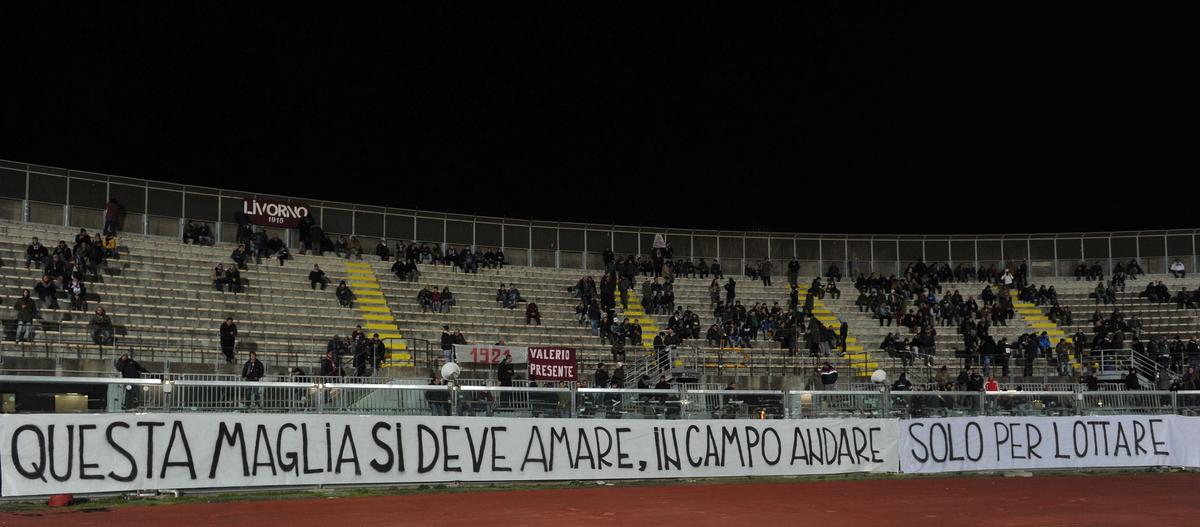 LIVORNO
1915
1921
VALERIO
PRESENTE
QUESTA MAGLIA SI DEVE AMARE, IN CAMPO ANDARE SOLO PER LOTTARE